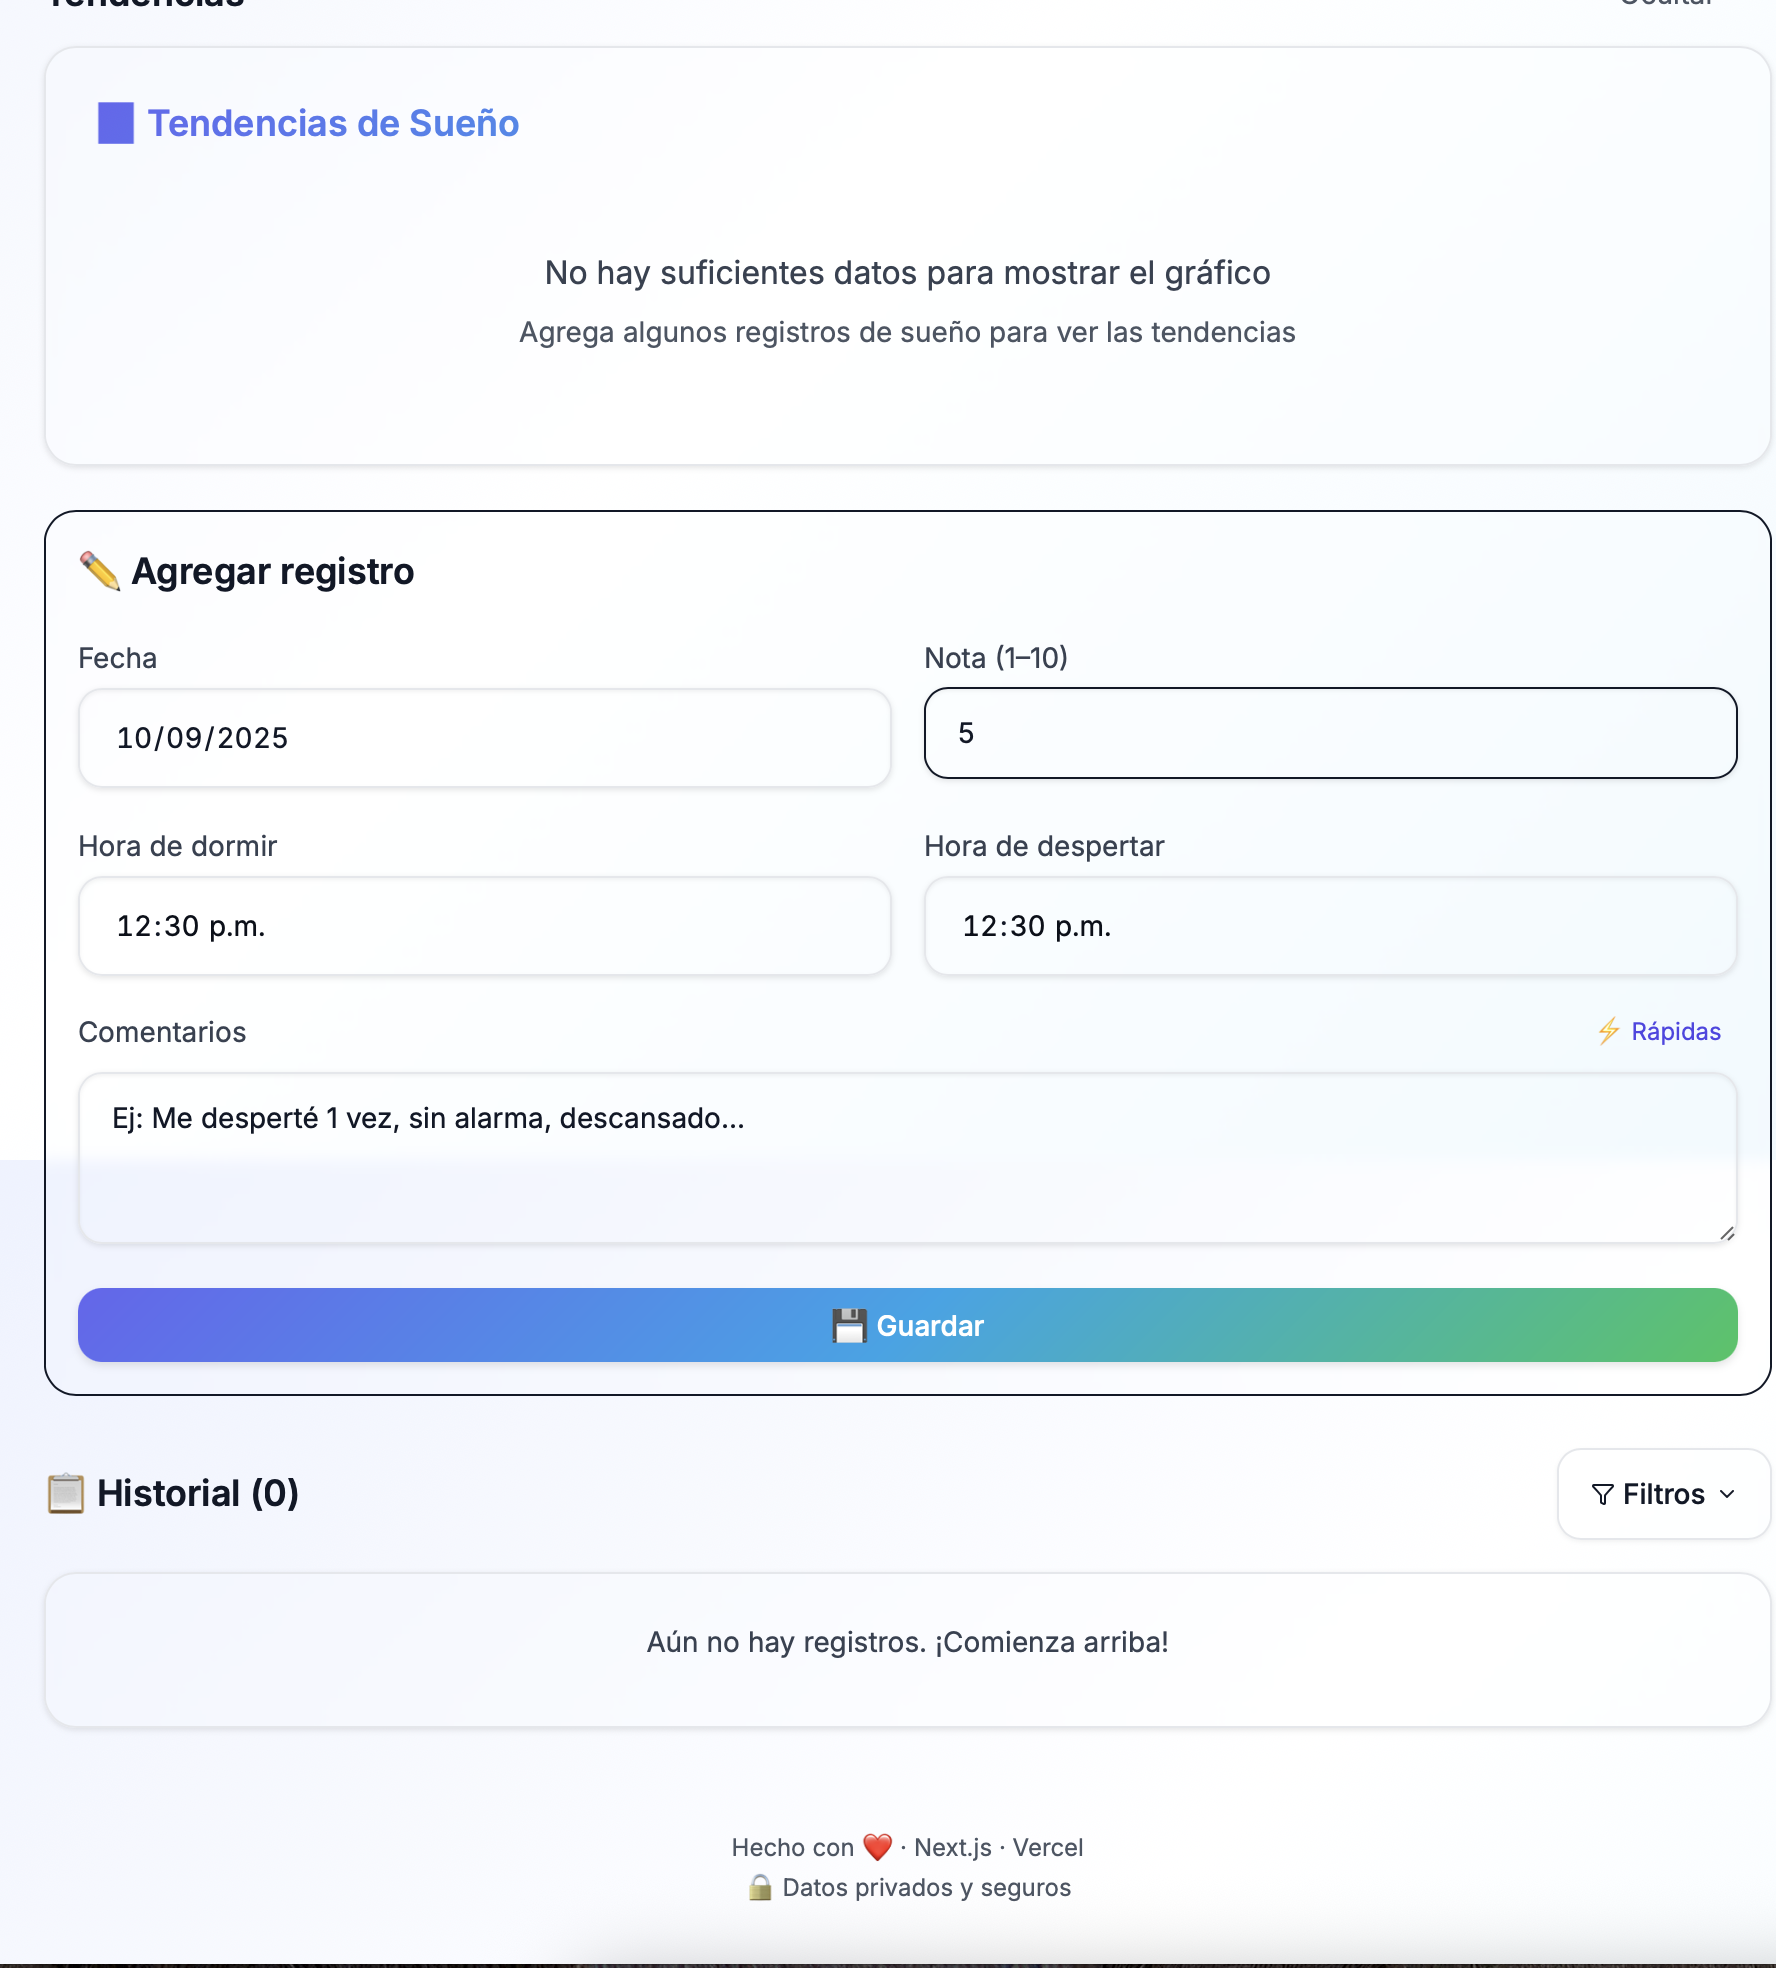 Tendencias
Ocultar
Tendencias de Sueño
No hay suficientes datos para mostrar el gráfico
Agrega algunos registros de sueño para ver las tendencias
✏️ Agregar registro
Fecha
Nota (1–10)
10/09/2025
5
Hora de dormir
Hora de despertar
12:30 p.m.
12:30 p.m.
Comentarios
⚡ Rápidas
Ej: Me desperté 1 vez, sin alarma, descansado...
💾 Guardar
📋 Historial (0)
Filtros
Aún no hay registros. ¡Comienza arriba!
Hecho con ❤️ · Next.js · Vercel
🔒 Datos privados y seguros